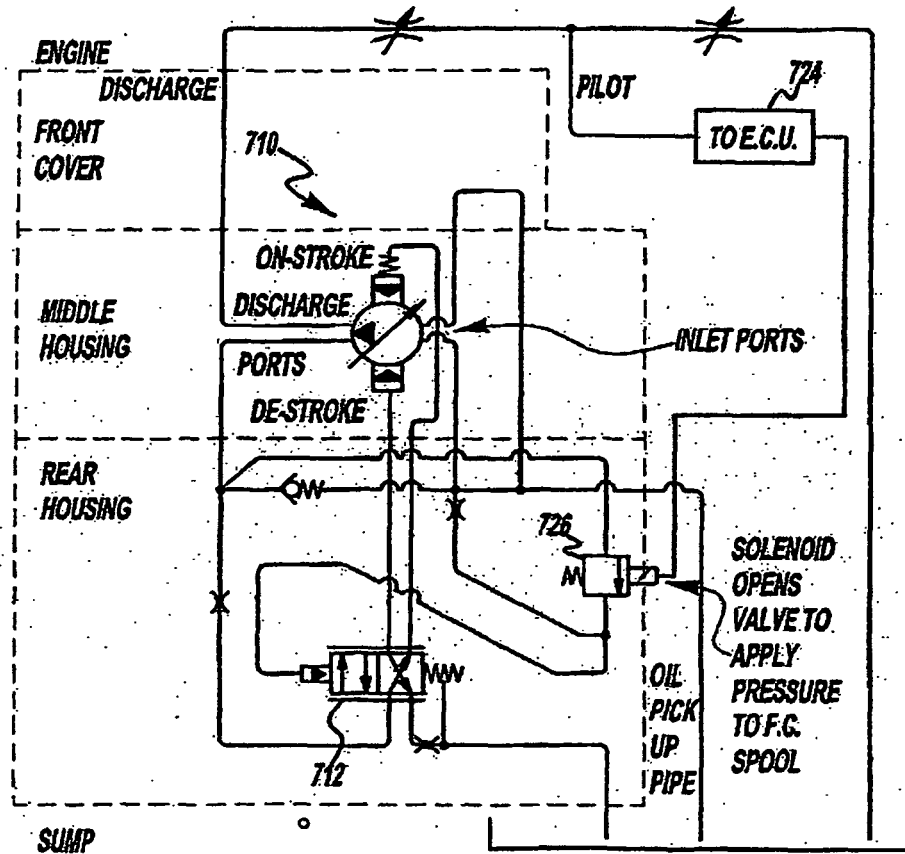 ENGINE
DISCHARGE
FRONT
COVER
PILOT
724
TO E.C.U.
710
ON-STROKE
DISCHARGE
MIDDLE
HOUSING
INLET PORTS
PORTS
DE-STROKE
REAR
HOUSING
726
SOLENOID
OPENS
VALVE TO
APPLY
PRESSURE
TO F.G.
SPOOL
OIL
PICK
UP
PIPE
712
SUMP